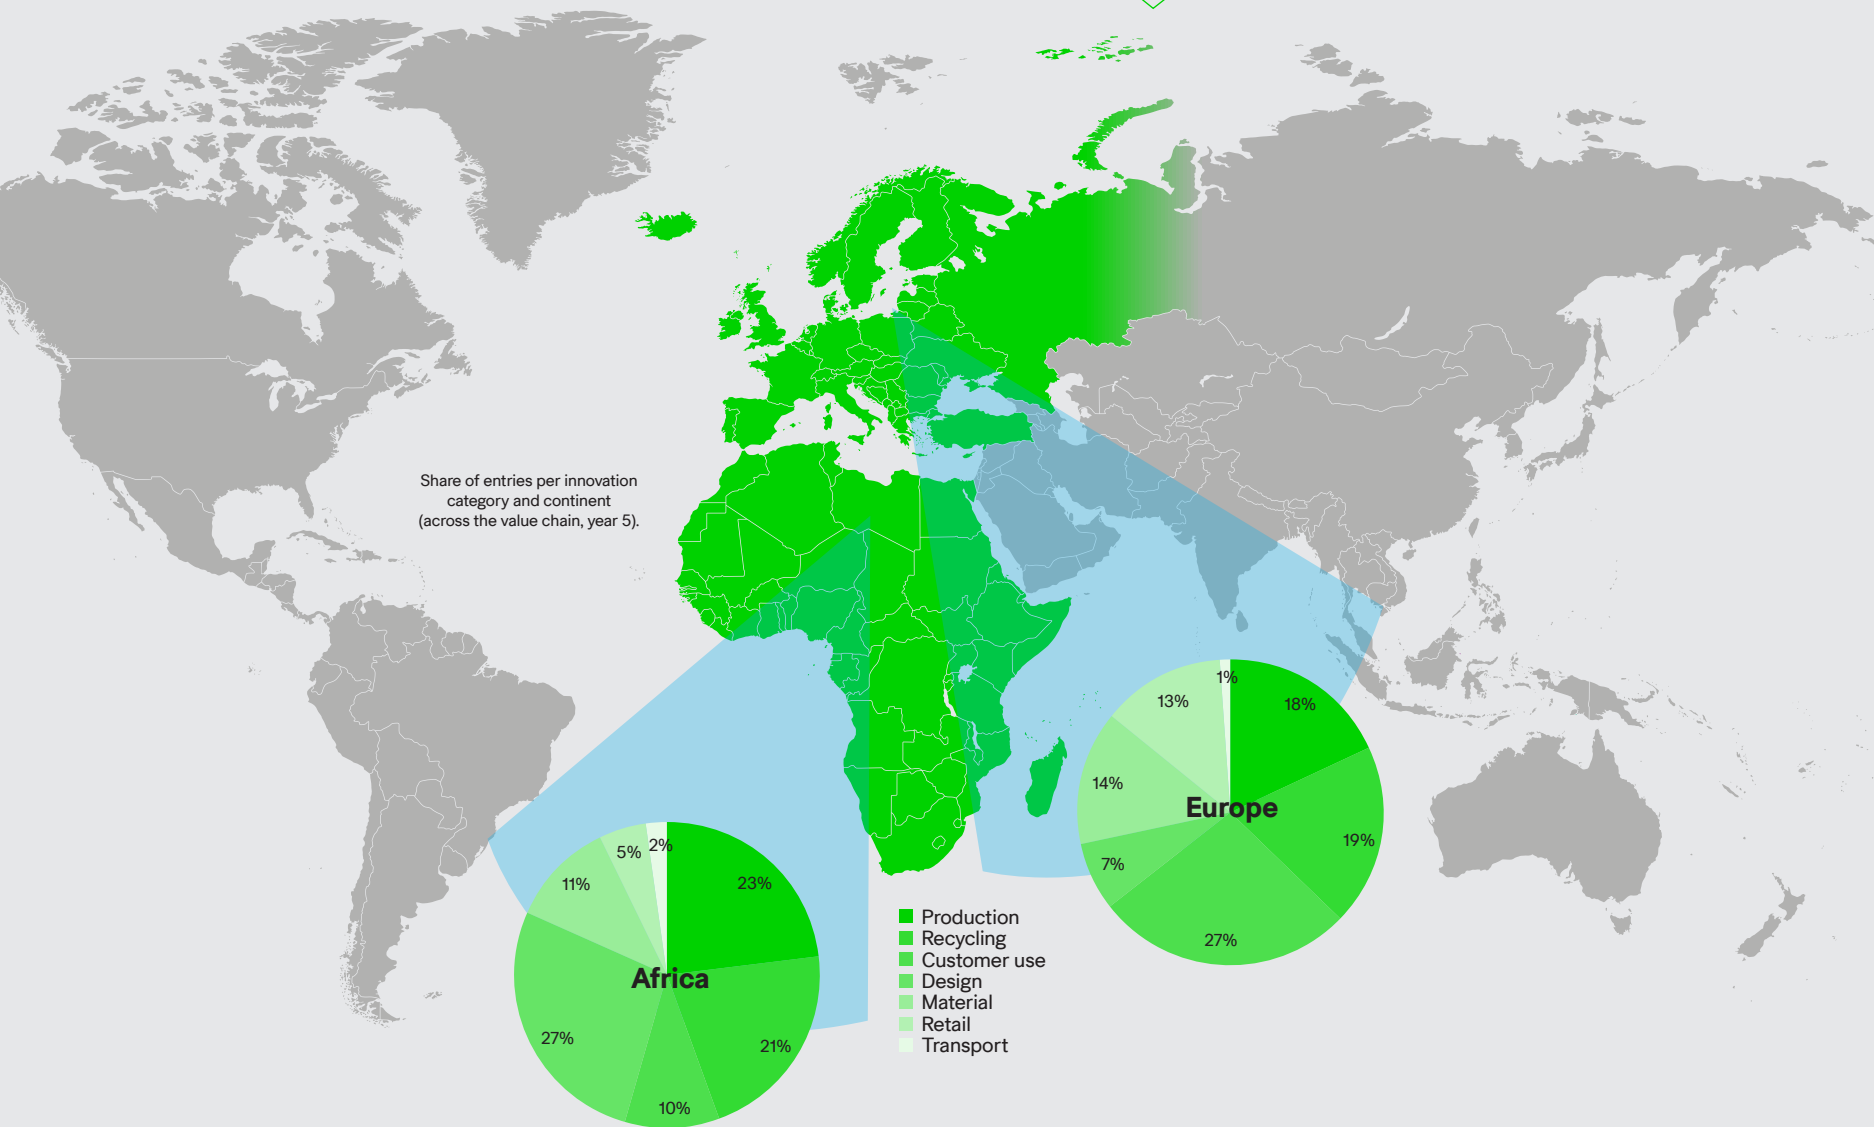 Share of entries per innovation
category and continent
(across the value chain, year 5).
1%
18%
13%
14%
Europe
19%
7%
27%
2%
5%
23%
11%
Africa
27%
21%
10%
Production
Recycling
Customer use
Design
Material
Retail
Transport